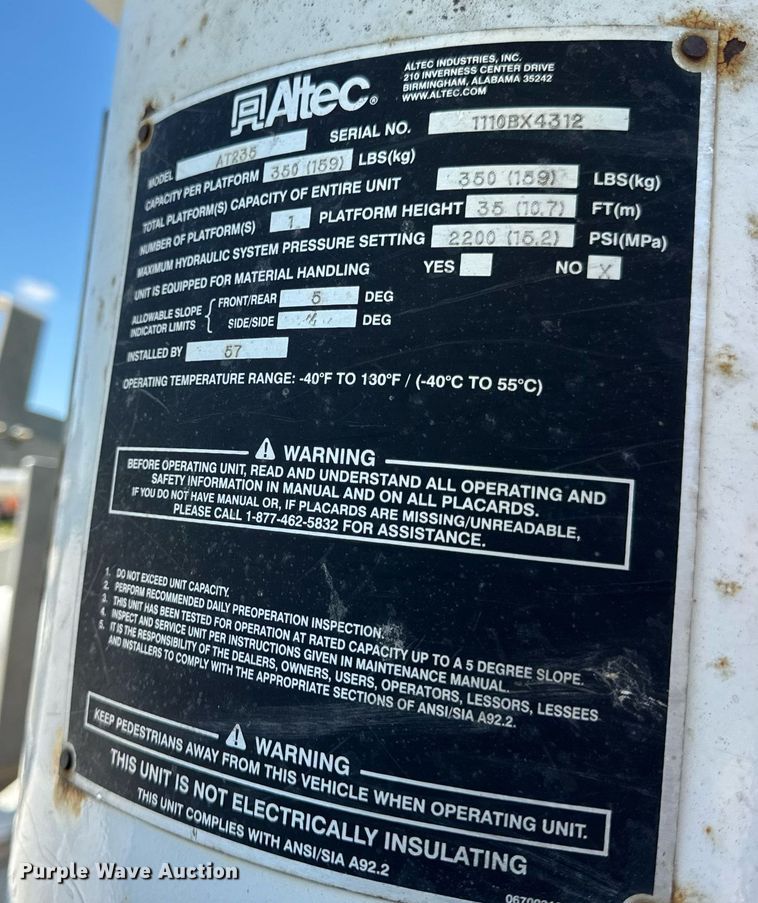 Altec®
ALTEC INDUSTRIES, INC.
210 INVERNESS CENTER DRIVE
BIRMINGHAM, ALABAMA 35242
WWW.ALTEC.COM
MODEL AT235 SERIAL NO. 1110BX4312
CAPACITY PER PLATFORM 350 (159) LBS(kg)
TOTAL PLATFORM(S) CAPACITY OF ENTIRE UNIT 350 (159) LBS(kg)
NUMBER OF PLATFORM(S) 1 PLATFORM HEIGHT 35 (10.7) FT(m)
MAXIMUM HYDRAULIC SYSTEM PRESSURE SETTING 2200 (15.2) PSI(MPa)
UNIT IS EQUIPPED FOR MATERIAL HANDLING YES NO X
ALLOWABLE SLOPE INDICATOR LIMITS { FRONT/REAR 5 DEG
SIDE/SIDE DEG
INSTALLED BY 57
OPERATING TEMPERATURE RANGE: -40°F TO 130°F / (-40°C TO 55°C)
WARNING
BEFORE OPERATING UNIT, READ AND UNDERSTAND ALL OPERATING AND
SAFETY INFORMATION IN MANUAL AND ON ALL PLACARDS.
IF YOU DO NOT HAVE MANUAL OR, IF PLACARDS ARE MISSING/UNREADABLE,
PLEASE CALL 1-877-462-5832 FOR ASSISTANCE.
1. DO NOT EXCEED UNIT CAPACITY.
2. PERFORM RECOMMENDED DAILY PREOPERATION INSPECTION.
3. THIS UNIT HAS BEEN TESTED FOR OPERATION AT RATED CAPACITY UP TO A 5 DEGREE SLOPE.
4. INSPECT AND SERVICE UNIT PER INSTRUCTIONS GIVEN IN MAINTENANCE MANUAL.
5. IT IS THE RESPONSIBILITY OF THE DEALERS, OWNERS, USERS, OPERATORS, LESSORS, LESSEES
AND INSTALLERS TO COMPLY WITH THE APPROPRIATE SECTIONS OF ANSI/SIA A92.2.
WARNING
KEEP PEDESTRIANS AWAY FROM THIS VEHICLE WHEN OPERATING UNIT.
THIS UNIT IS NOT ELECTRICALLY INSULATING
THIS UNIT COMPLIES WITH ANSI/SIA A92.2
Purple Wave Auction